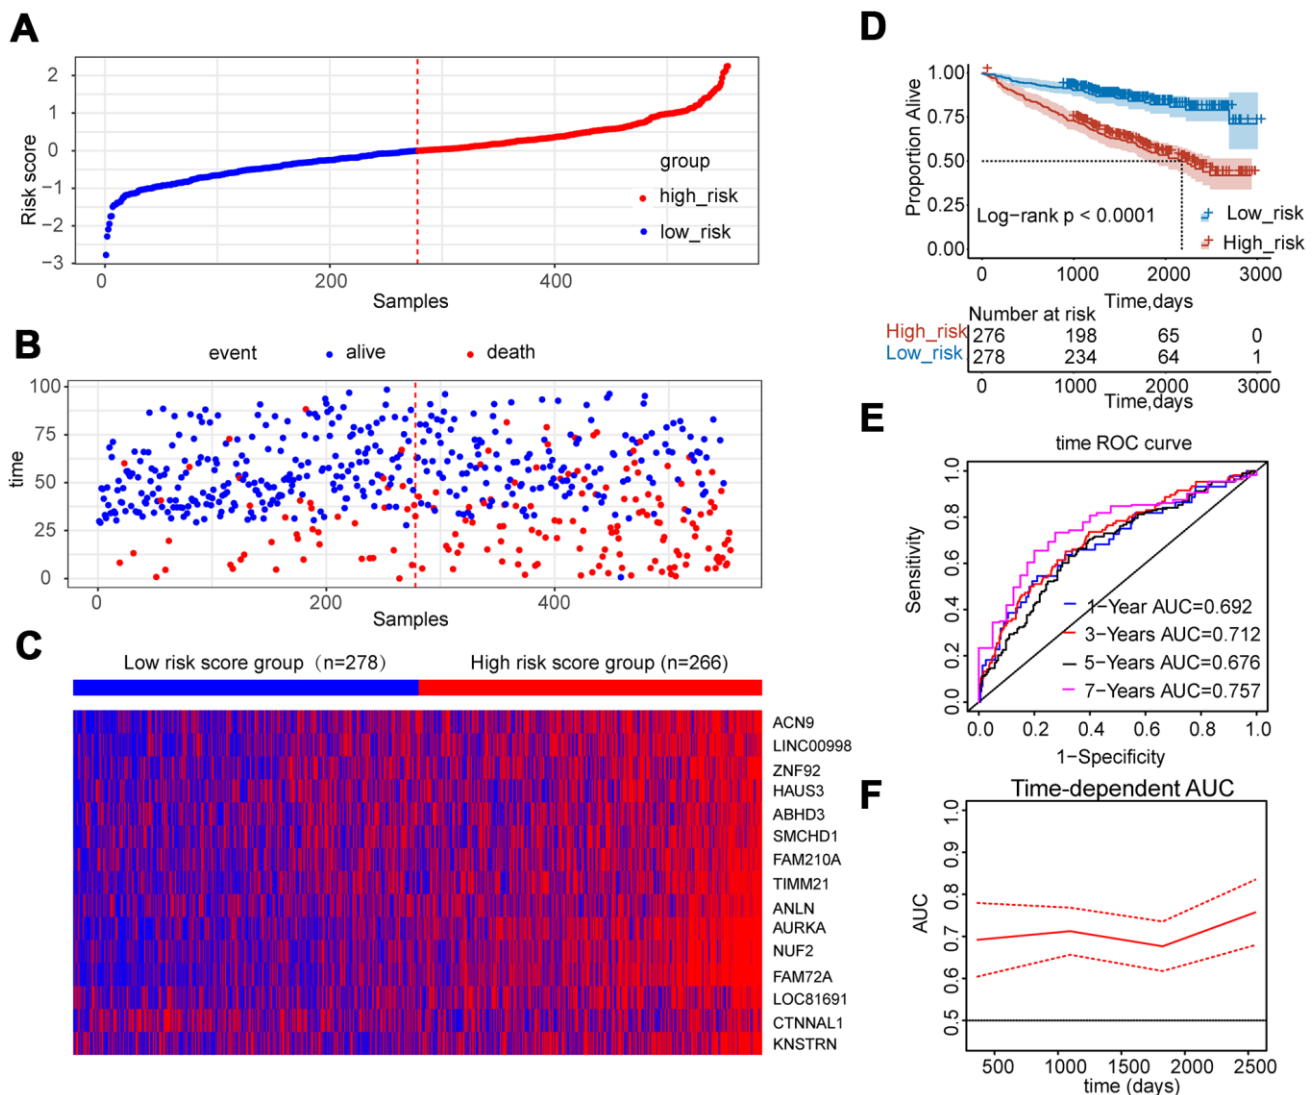 A
Risk score
2
1
0
−1
−2
−3
group
high_risk
low_risk
0
200
400
Samples
B
event
alive
death
time
100
75
50
25
0
0
200
400
Samples
C
Low risk score group（n=278）
High risk score group (n=266)
ACN9
LINC00998
ZNF92
HAUS3
ABHD3
SMCHD1
FAM210A
TIMM21
ANLN
AURKA
NUF2
FAM72A
LOC81691
CTNNAL1
KNSTRN
D
Proportion Alive
1.00
0.75
0.50
0.25
0.00
Log−rank p < 0.0001
Low_risk
High_risk
0
1000
2000
3000
Time,days
Number at risk
High_risk 276 198 65 0
Low_risk 278 234 64 1
0
1000
2000
3000
Time,days
E
time ROC curve
Sensitivity
1.0
0.8
0.6
0.4
0.2
0.0
1−Year AUC=0.692
3−Years AUC=0.712
5−Years AUC=0.676
7−Years AUC=0.757
0.0
0.2
0.4
0.6
0.8
1.0
1−Specificity
F
Time-dependent AUC
AUC
1.0
0.9
0.8
0.7
0.6
0.5
500
1000
1500
2000
2500
time (days)